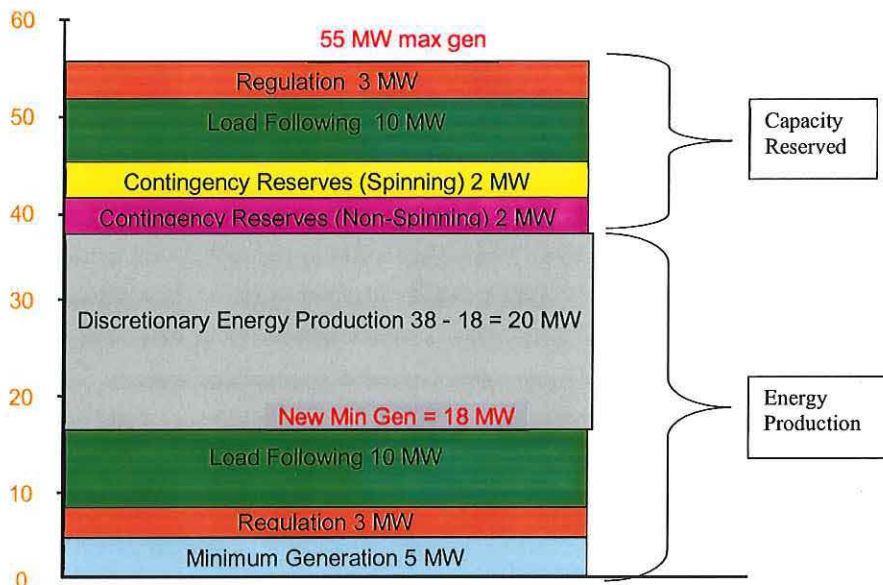 60
55 MW max gen
Regulation 3 MW
50
Load Following 10 MW
Capacity
Reserved
Contingency Reserves (Spinning) 2 MW
40
Contingency Reserves (Non-Spinning) 2 MW
30
Discretionary Energy Production 38 - 18 = 20 MW
20
New Min Gen = 18 MW
Energy
Production
Load Following 10 MW
10
Regulation 3 MW
Minimum Generation 5 MW
0